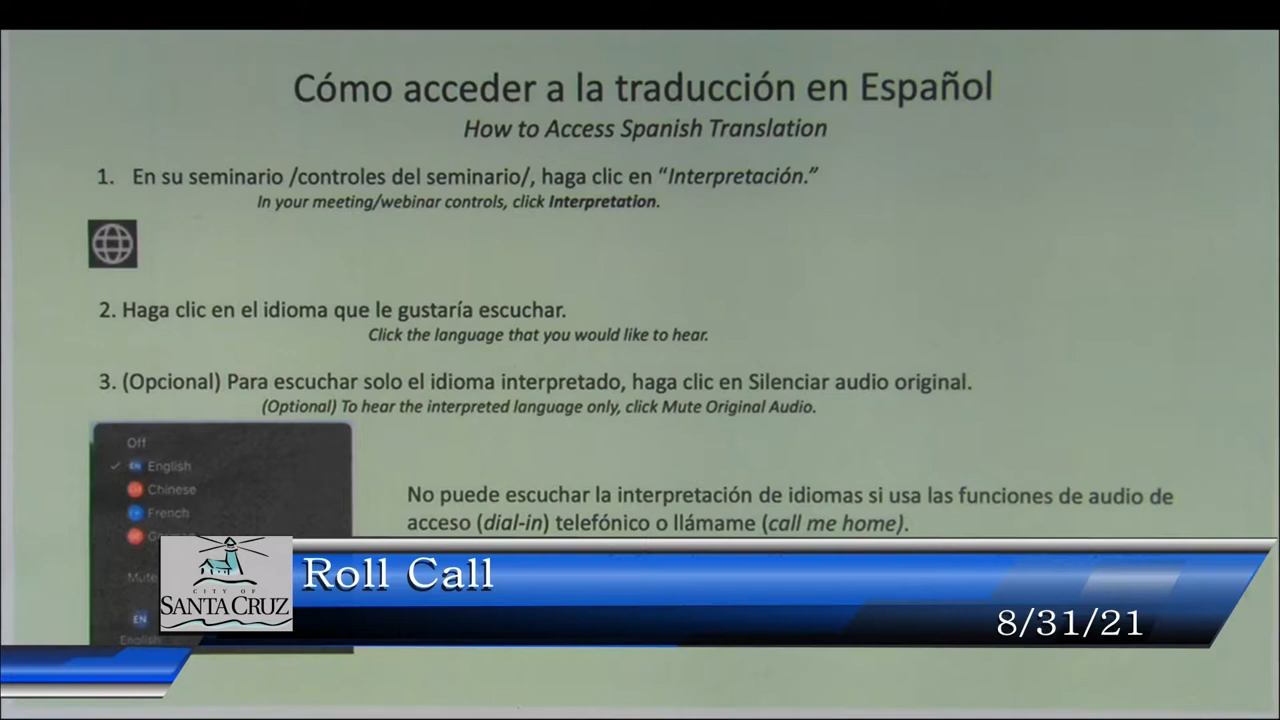 Cómo acceder a la traducción en Español
How to Access Spanish Translation
1. En su seminario /controles del seminario/, haga clic en “Interpretación.”
In your meeting/webinar controls, click Interpretation.
2. Haga clic en el idioma que le gustaría escuchar.
Click the language that you would like to hear.
3. (Opcional) Para escuchar solo el idioma interpretado, haga clic en Silenciar audio original.
(Optional) To hear the interpreted language only, click Mute Original Audio.
Off
EN English
Chinese
French
Mute
EN
English
No puede escuchar la interpretación de idiomas si usa las funciones de audio de
acceso (dial-in) telefónico o llámame (call me home).
CITY OF
SANTA CRUZ
Roll Call
8/31/21